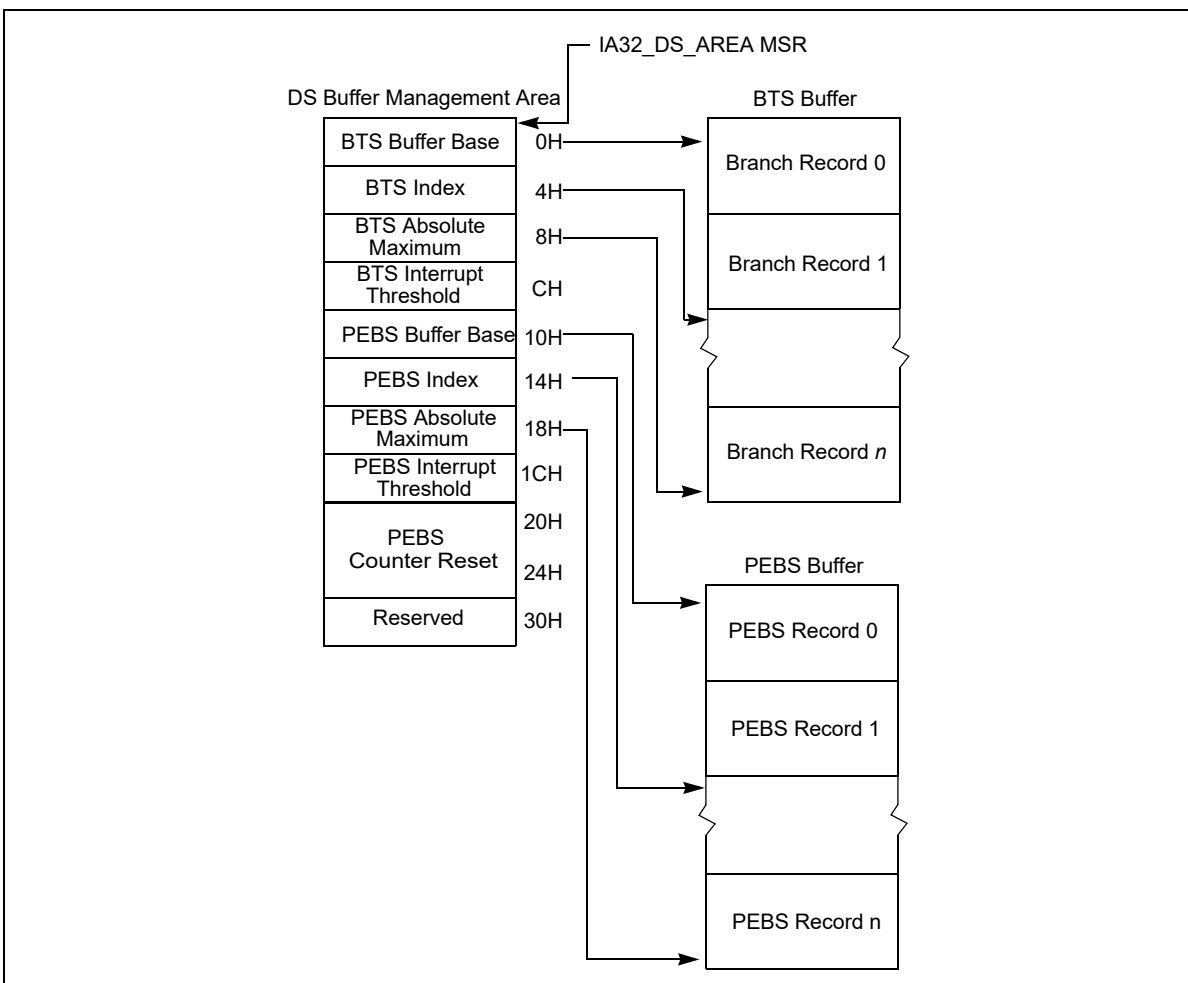 IA32_DS_AREA MSR
DS Buffer Management Area
BTS Buffer Base
0H
BTS Index
4H
BTS Absolute
Maximum
8H
BTS Interrupt
Threshold
CH
PEBS Buffer Base
10H
PEBS Index
14H
PEBS Absolute
Maximum
18H
PEBS Interrupt
Threshold
1CH
PEBS
Counter Reset
20H
24H
Reserved
30H
BTS Buffer
Branch Record 0
Branch Record 1
Branch Record n
PEBS Buffer
PEBS Record 0
PEBS Record 1
PEBS Record n